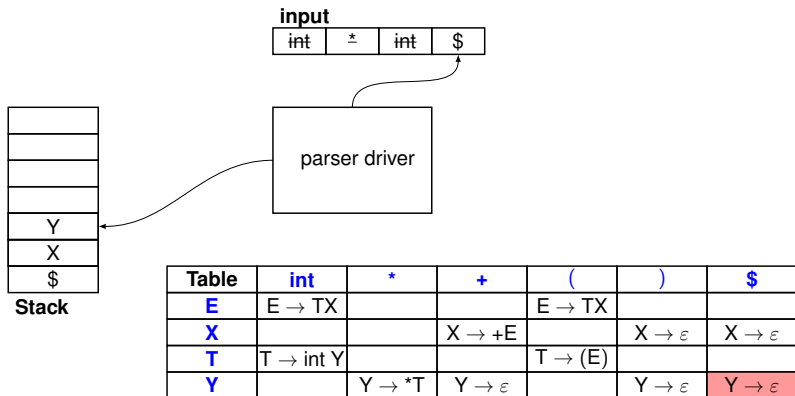 input
int * int $
parser driver
Y
X
$
Stack
Table int * + ( ) $
E E → TX E → TX
X X → +E X → ε X → ε
T T → int Y T → (E)
Y Y → *T Y → ε Y → ε Y → ε